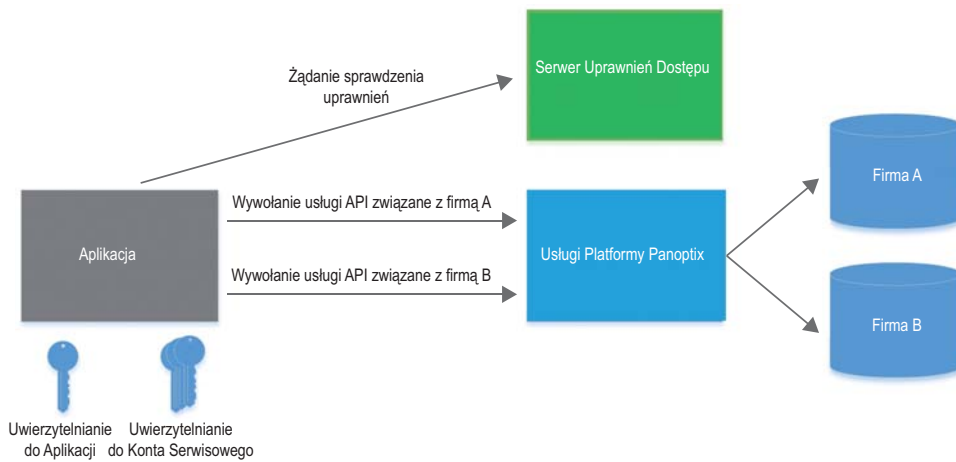 Serwer Uprawnień Dostępu
Żądanie sprawdzenia
uprawnień
Firma A
Wywołanie usługi API związane z firmą A
Aplikacja
Usługi Platformy Panoptix
Wywołanie usługi API związane z firmą B
Firma B
Uwierzytelnianie
do Aplikacji
Uwierzytelnianie
do Konta Serwisowego